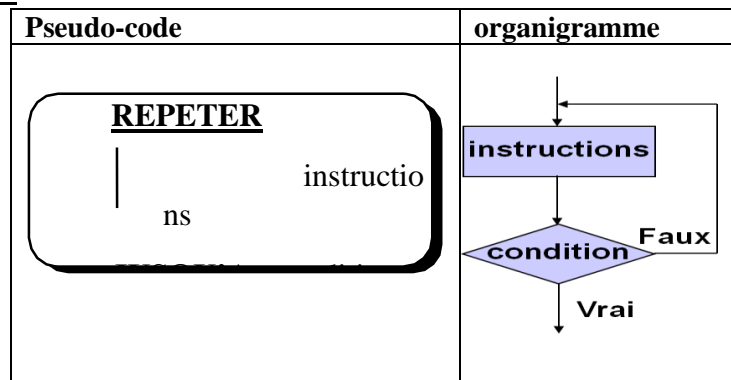 Pseudo-code
organigramme
REPETER
instructio
ns
instructions
condition
Faux
Vrai